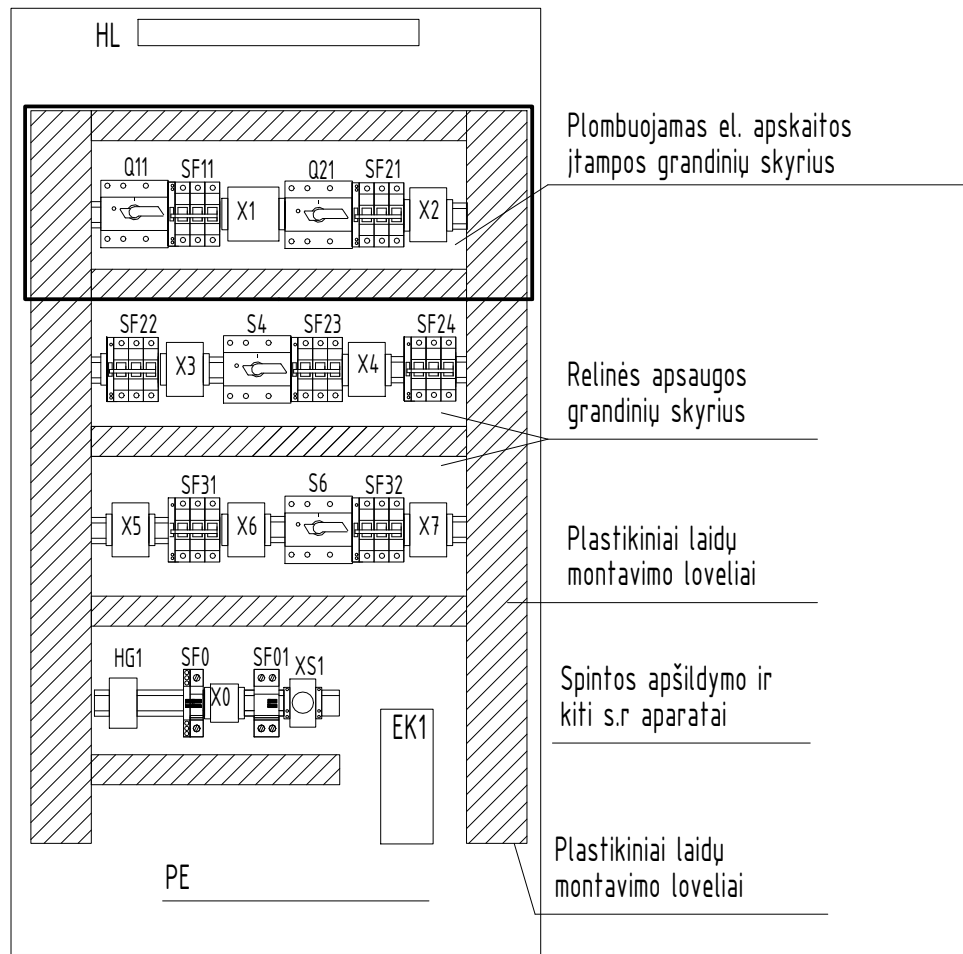 HL
Plombuojamas el. apskaitos
įtampos grandinių skyrius
Q11 SF11 Q21 SF21
X1 X2
SF22 S4 SF23 SF24
X3 X4
Relinės apsaugos
grandinių skyrius
SF31 S6 SF32
X5 X6 X7
Plastikiniai laidų
montavimo loveliai
HG1 SF0 SF01 XS1
X0
Spintos apšildymo ir
kiti s.r aparatai
EK1
Plastikiniai laidų
montavimo loveliai
PE